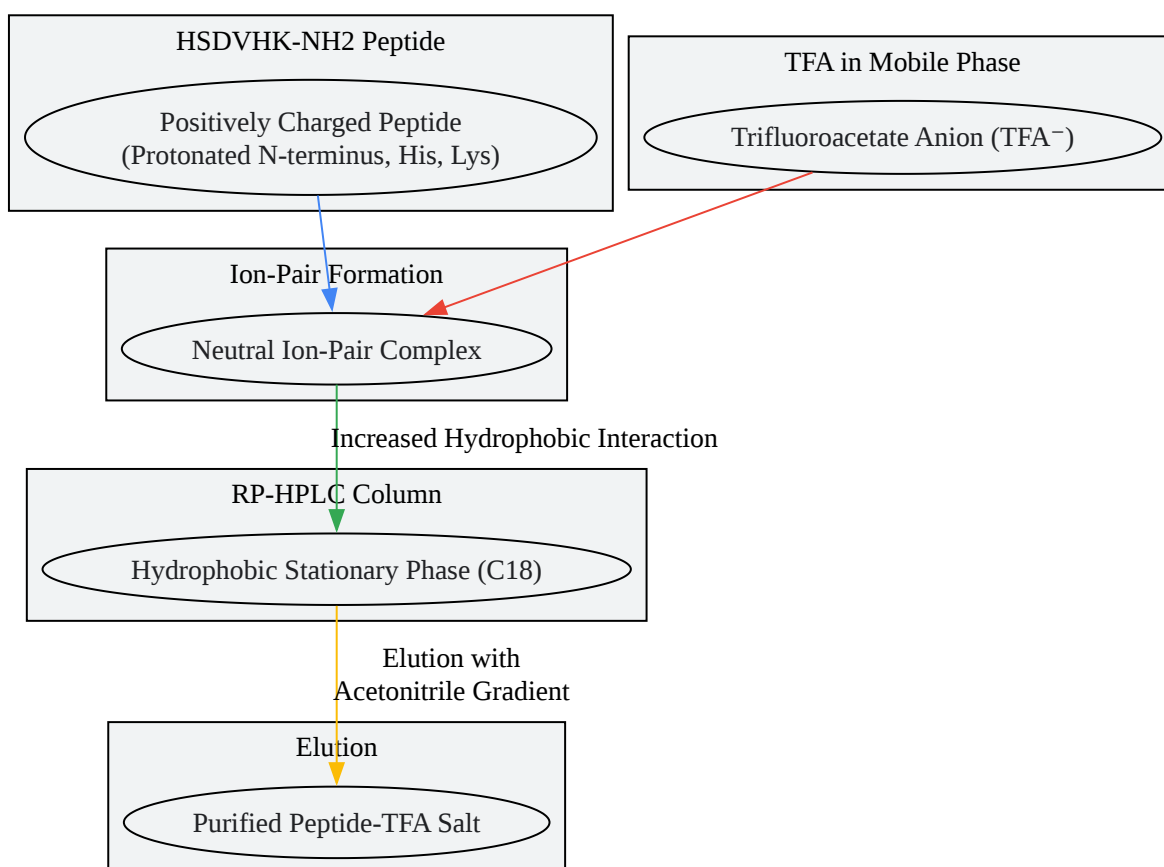 HSDVHK-NH2 Peptide
Positively Charged Peptide
(Protonated N-terminus, His, Lys)
TFA in Mobile Phase
Trifluoroacetate Anion (TFA⁻)
Ion-Pair Formation
Neutral Ion-Pair Complex
Increased Hydrophobic Interaction
RP-HPLC Column
Hydrophobic Stationary Phase (C18)
Elution with
Acetonitrile Gradient
Elution
Purified Peptide-TFA Salt